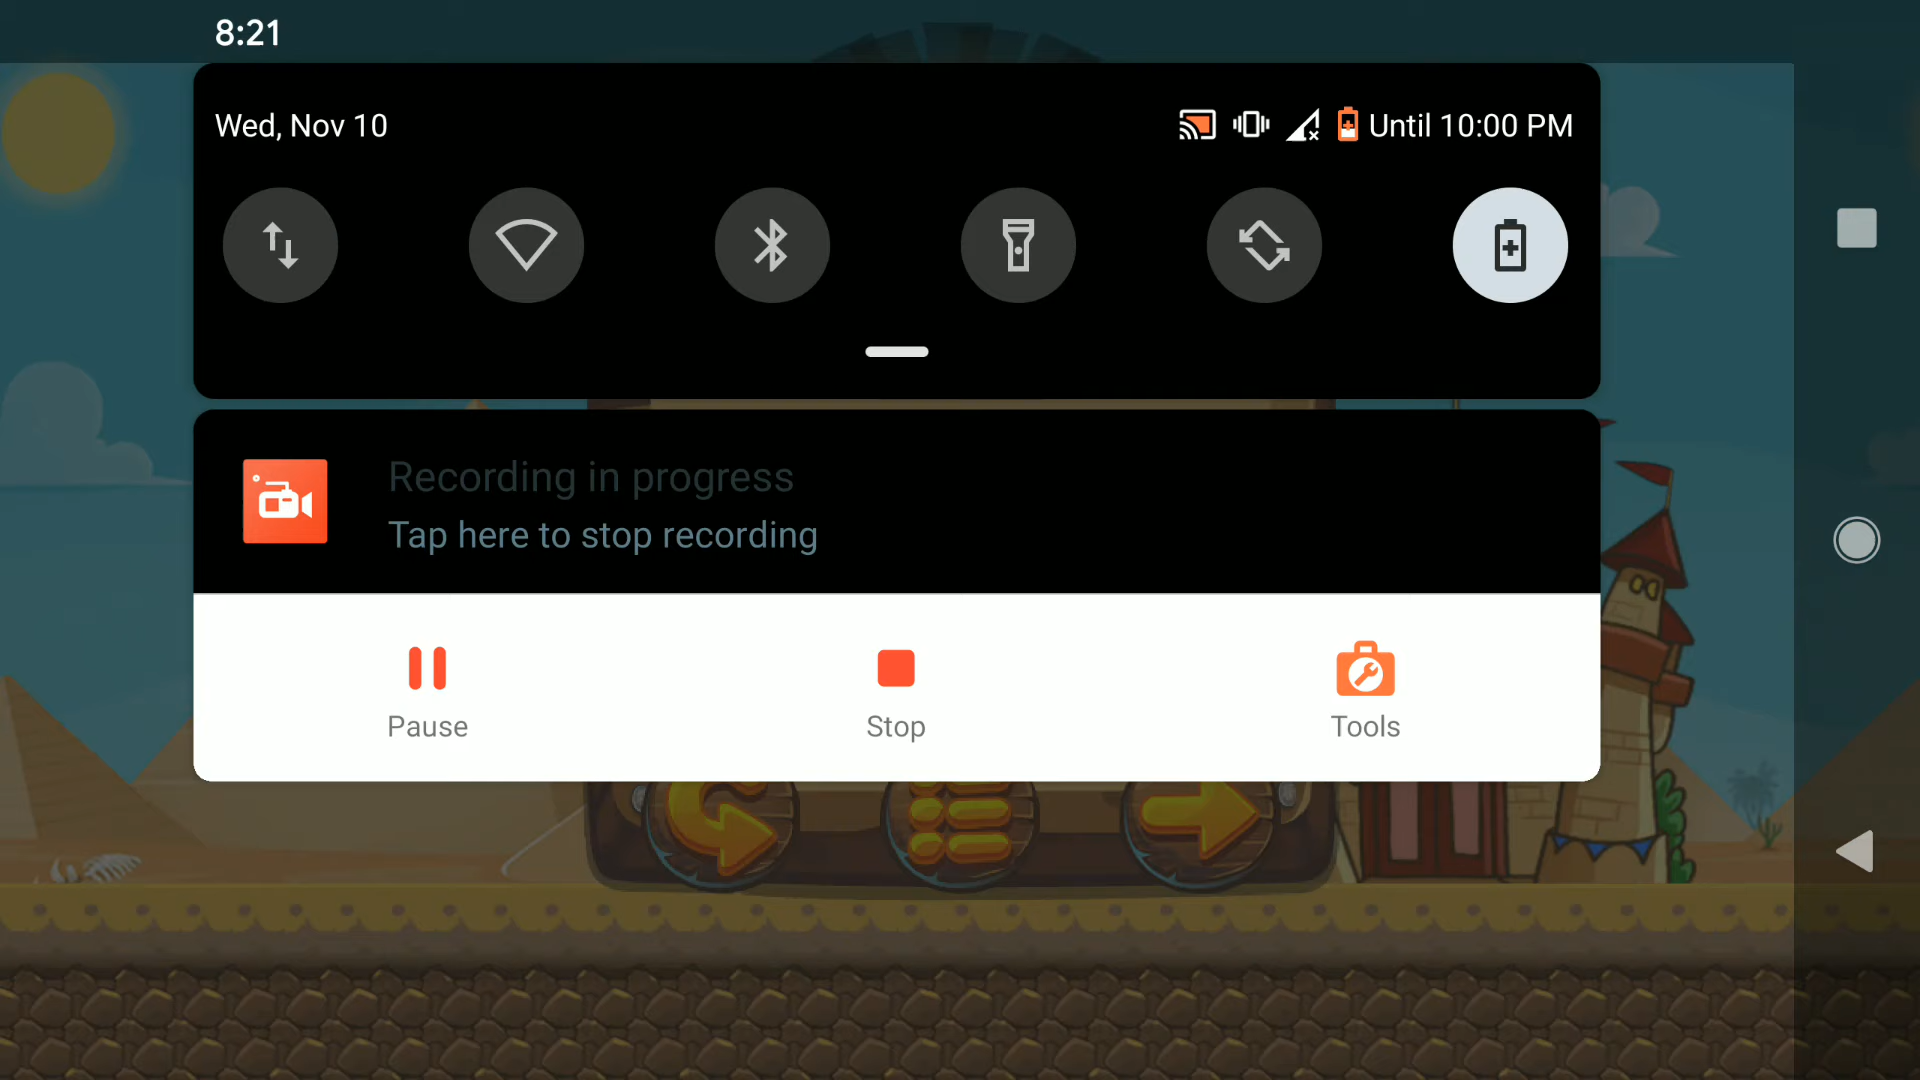 8:21
Wed, Nov 10
Until 10:00 PM
Recording in progress
Tap here to stop recording
Pause
Stop
Tools